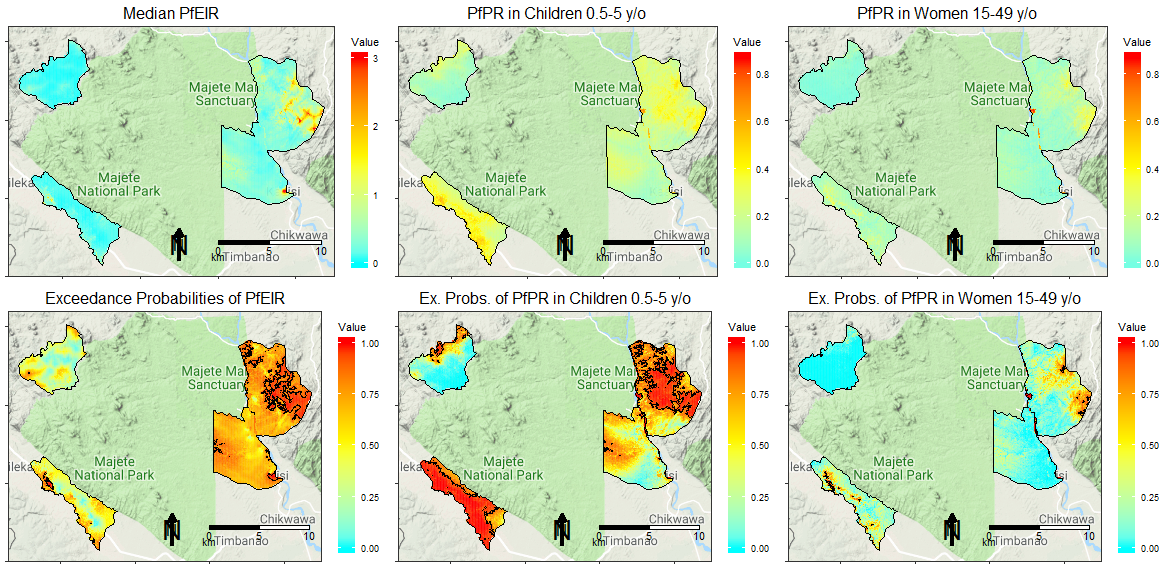 Median PfEIR
PfPR in Children 0.5-5 y/o
PfPR in Women 15-49 y/o
Majete Ma
Sanctuary
Majete
National Park
ileka
isi
Chikwawa
0 5 10
km
Timbanao
N
Value
3
2
1
0
Majete Ma
Sanctuary
Majete
National Park
ileka
isi
Chikwawa
0 5 10
km
Timbanao
N
Value
0.8
0.6
0.4
0.2
0.0
Majete Ma
Sanctuary
Majete
National Park
ileka
isi
Chikwawa
0 5 10
km
Timbanao
N
Value
0.8
0.6
0.4
0.2
0.0
Exceedance Probabilities of PfEIR
Ex. Probs. of PfPR in Children 0.5-5 y/o
Ex. Probs. of PfPR in Women 15-49 y/o
Majete Ma
Sanctuary
Majete
National Park
ileka
isi
Chikwawa
0 5 10
km
Timbanao
N
Value
1.00
0.75
0.50
0.25
0.00
Majete Ma
Sanctuary
Majete
National Park
ileka
isi
Chikwawa
0 5 10
km
Timbanao
N
Value
1.00
0.75
0.50
0.25
0.00
Majete Ma
Sanctuary
Majete
National Park
ileka
isi
Chikwawa
0 5 10
km
Timbanao
N
Value
1.00
0.75
0.50
0.25
0.00